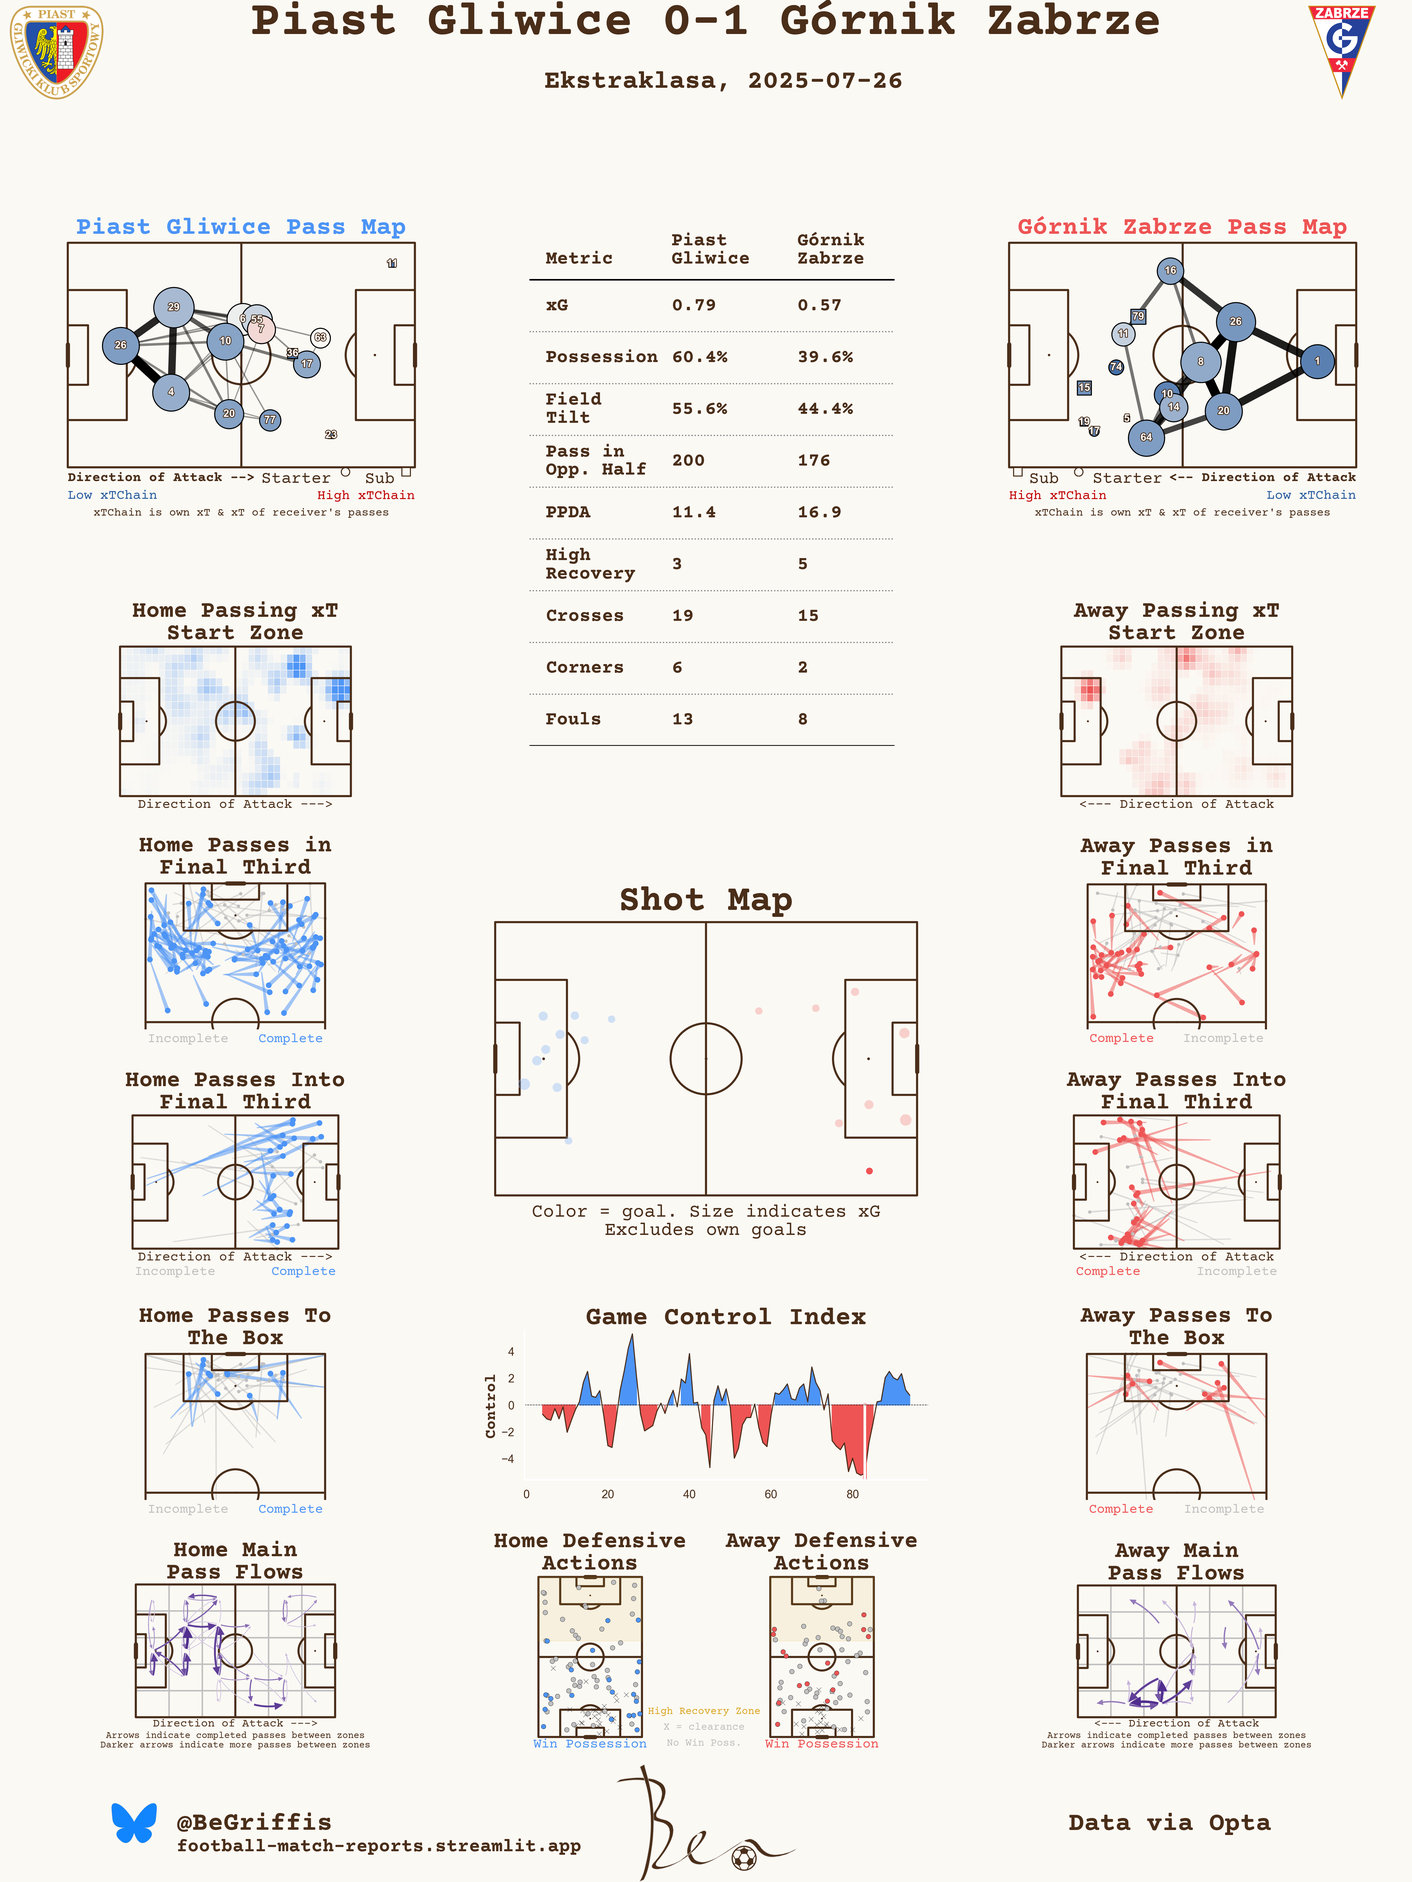 Piast Gliwice 0-1 Górnik Zabrze
Ekstraklasa, 2025-07-26
PIAST
GLIWICKI KLUB SPORTOWY
ZABRZE
G
Piast Gliwice Pass Map
11
29
6
55
7
63
26
10
36
17
4
20
77
23
Direction of Attack --> Starter Sub
Low xTChain High xTChain
xTChain is own xT & xT of receiver's passes
Metric Piast Gliwice Górnik Zabrze
xG 0.79 0.57
Possession 60.4% 39.6%
Field Tilt 55.6% 44.4%
Pass in Opp. Half 200 176
PPDA 11.4 16.9
High Recovery 3 5
Crosses 19 15
Corners 6 2
Fouls 13 8
Górnik Zabrze Pass Map
16
79
11
26
8
1
74
15
10
14
20
19
17
5
64
Sub Starter <-- Direction of Attack
High xTChain Low xTChain
xTChain is own xT & xT of receiver's passes
Home Passing xT
Start Zone
Direction of Attack --->
Away Passing xT
Start Zone
<--- Direction of Attack
Home Passes in
Final Third
Incomplete Complete
Away Passes in
Final Third
Complete Incomplete
Shot Map
Color = goal. Size indicates xG
Excludes own goals
Home Passes Into
Final Third
Direction of Attack --->
Incomplete Complete
Away Passes Into
Final Third
<--- Direction of Attack
Complete Incomplete
Home Passes To
The Box
Incomplete Complete
Game Control Index
Control
4
2
0
−2
−4
0 20 40 60 80
Away Passes To
The Box
Complete Incomplete
Home Main
Pass Flows
Direction of Attack --->
Arrows indicate completed passes between zones
Darker arrows indicate more passes between zones
Home Defensive
Actions
Win Possession
High Recovery Zone
X = clearance
No Win Poss.
Away Defensive
Actions
Win Possession
Away Main
Pass Flows
<--- Direction of Attack
Arrows indicate completed passes between zones
Darker arrows indicate more passes between zones
@BeGriffis
football-match-reports.streamlit.app
Ben
Data via Opta